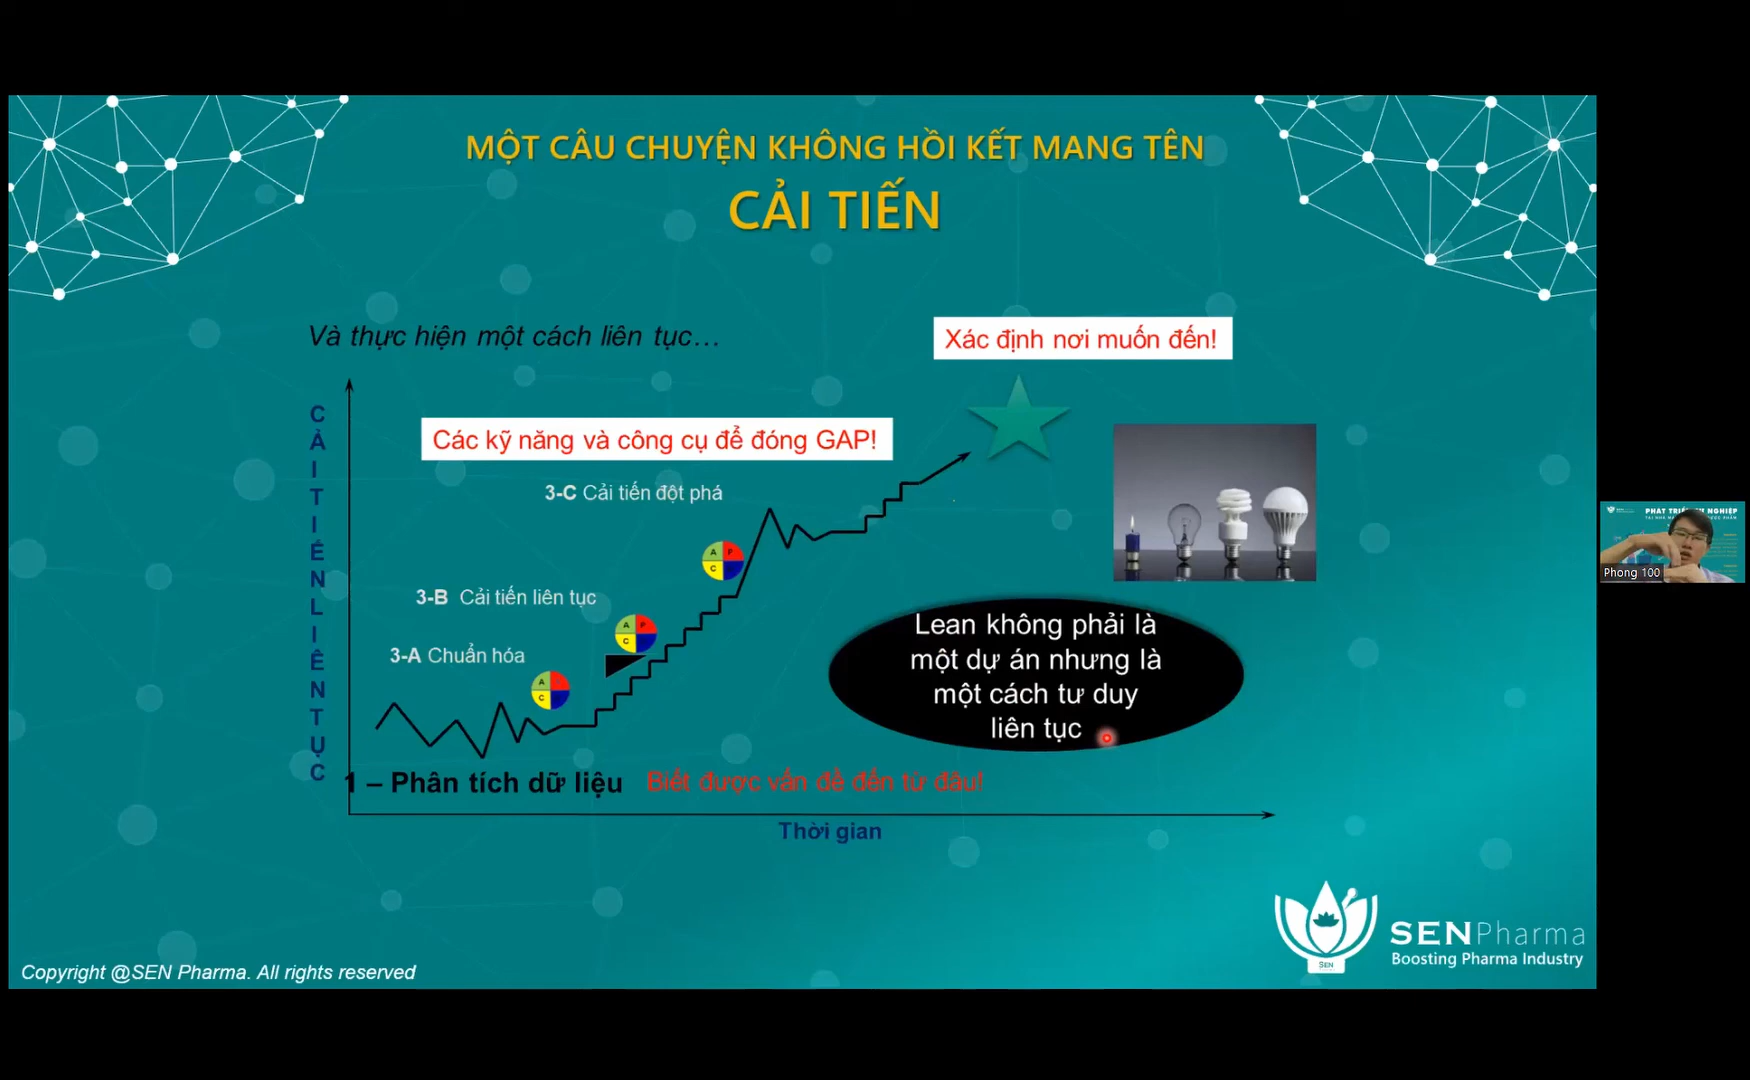 MỘT CÂU CHUYỆN KHÔNG HỒI KẾT MANG TÊN
CẢI TIẾN
Và thực hiện một cách liên tục...
Xác định nơi muốn đến!
Các kỹ năng và công cụ để đóng GAP!
CẢI TIẾN LIÊN TỤC
3-C Cải tiến đột phá
A P
C
3-B Cải tiến liên tục
A P
C
3-A Chuẩn hóa
A
C
Lean không phải là
một dự án nhưng là
một cách tư duy
liên tục
1 – Phân tích dữ liệu Biết được vấn đề đến từ đâu!
Thời gian
SEN
SENPharma
Boosting Pharma Industry
Copyright @SEN Pharma. All rights reserved
Phong 100